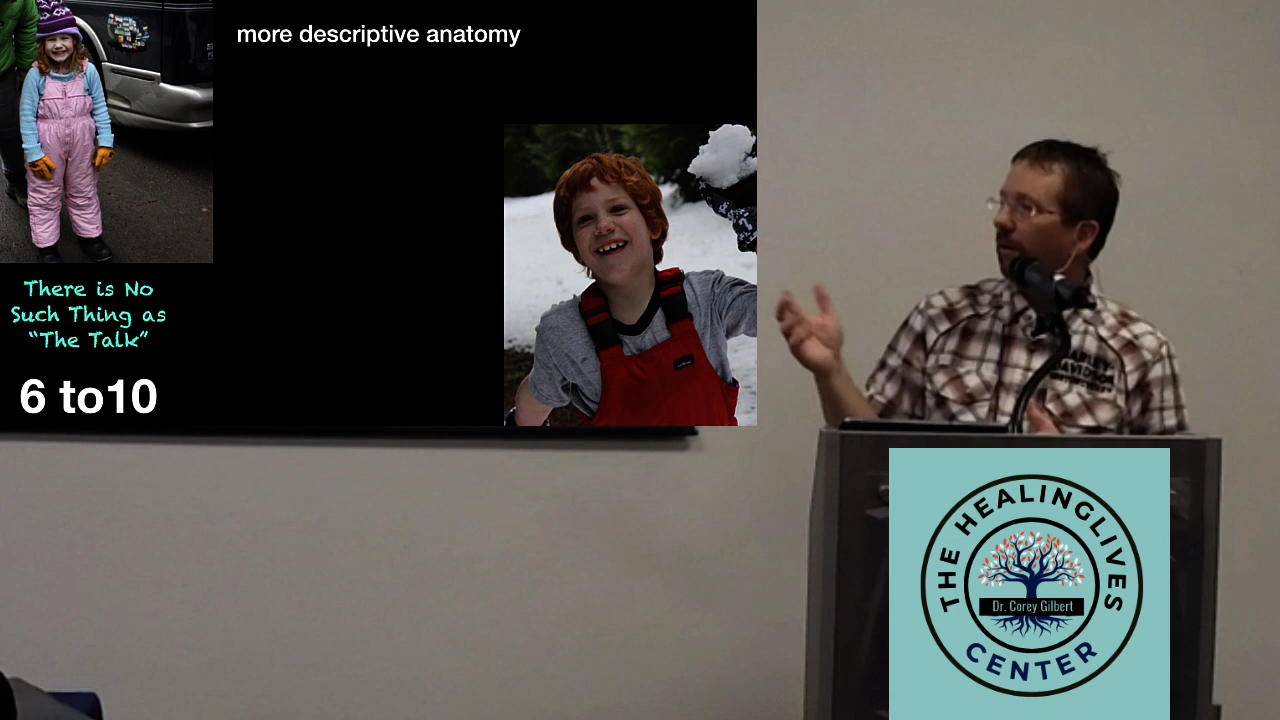 more descriptive anatomy
There is No
Such Thing as
“The Talk”
6 to10
THE HEALINGLIVES
Dr. Corey Gilbert
CENTER